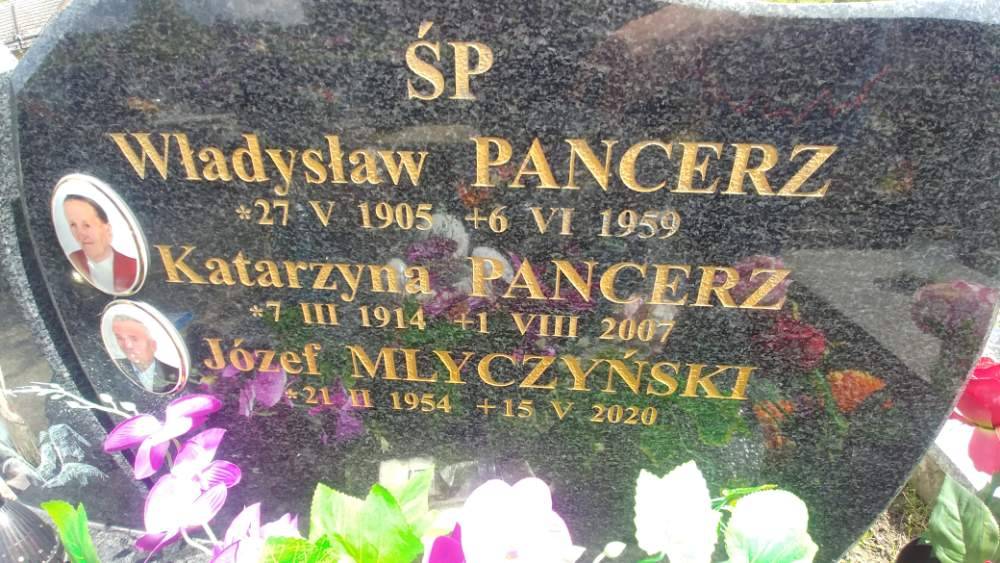 ŚP
Władysław PANCERZ
*27 V 1905 +6 VI 1959
Katarzyna PANCERZ
*7 III 1914 +1 VIII 2007
Józef MLYCZYŃSKI
*21 II 1954 +15 V 2020